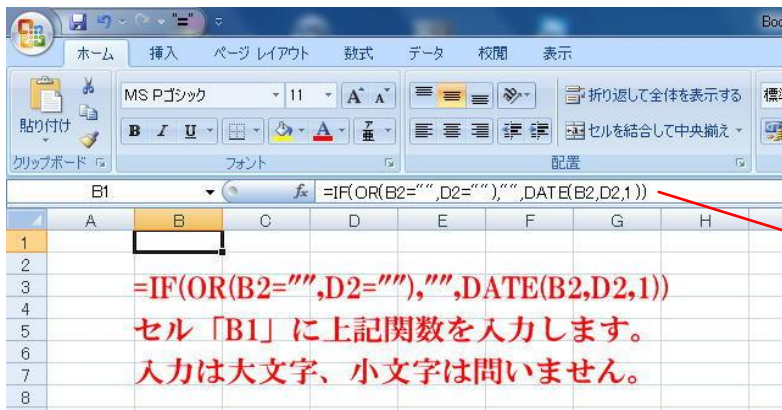 "="
Boo
ホーム 挿入 ページ レイアウト 数式 データ 校閲 表示
MS Pゴシック 11 A A 折り返して全体を表示する 標準
貼り付け B I U A ア亜 セルを結合して中央揃え
クリップボード フォント 配置
B1 fx =IF(OR(B2="",D2=""),"",DATE(B2,D2,1))
A B C D E F G H
1
2
3
4
5
6
7
8
=IF(OR(B2="",D2=""),"",DATE(B2,D2,1))
セル「B1」に上記関数を入力します。
入力は大文字、小文字は問いません。